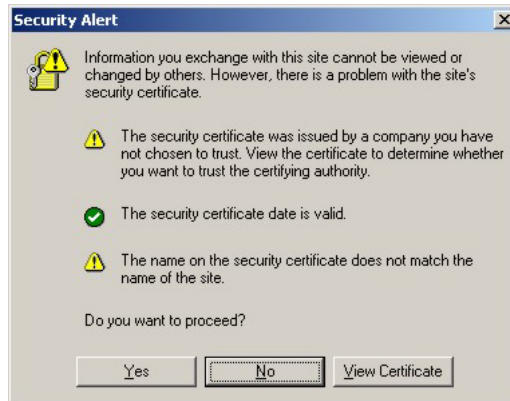 Security Alert
Information you exchange with this site cannot be viewed or
changed by others. However, there is a problem with the site's
security certificate.
The security certificate was issued by a company you have
not chosen to trust. View the certificate to determine whether
you want to trust the certifying authority.
The security certificate date is valid.
The name on the security certificate does not match the
name of the site.
Do you want to proceed?
Yes No View Certificate